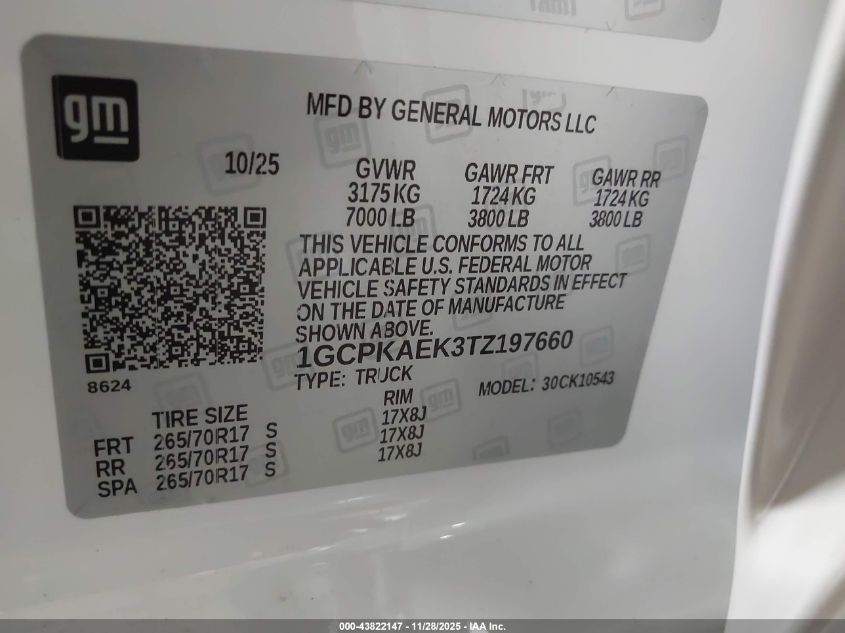 gm
MFD BY GENERAL MOTORS LLC
10/25
GVWR GAWR FRT GAWR RR
3175 KG 1724 KG 1724 KG
7000 LB 3800 LB 3800 LB
THIS VEHICLE CONFORMS TO ALL
APPLICABLE U.S. FEDERAL MOTOR
VEHICLE SAFETY STANDARDS IN EFFECT
ON THE DATE OF MANUFACTURE
SHOWN ABOVE.
1GCPKAEK3TZ197660
TYPE: TRUCK MODEL: 30CK10543
8624
TIRE SIZE RIM
FRT 265/70R17 S 17X8J
RR 265/70R17 S 17X8J
SPA 265/70R17 S 17X8J
000-43822147 - 11/28/2025 - IAA Inc.